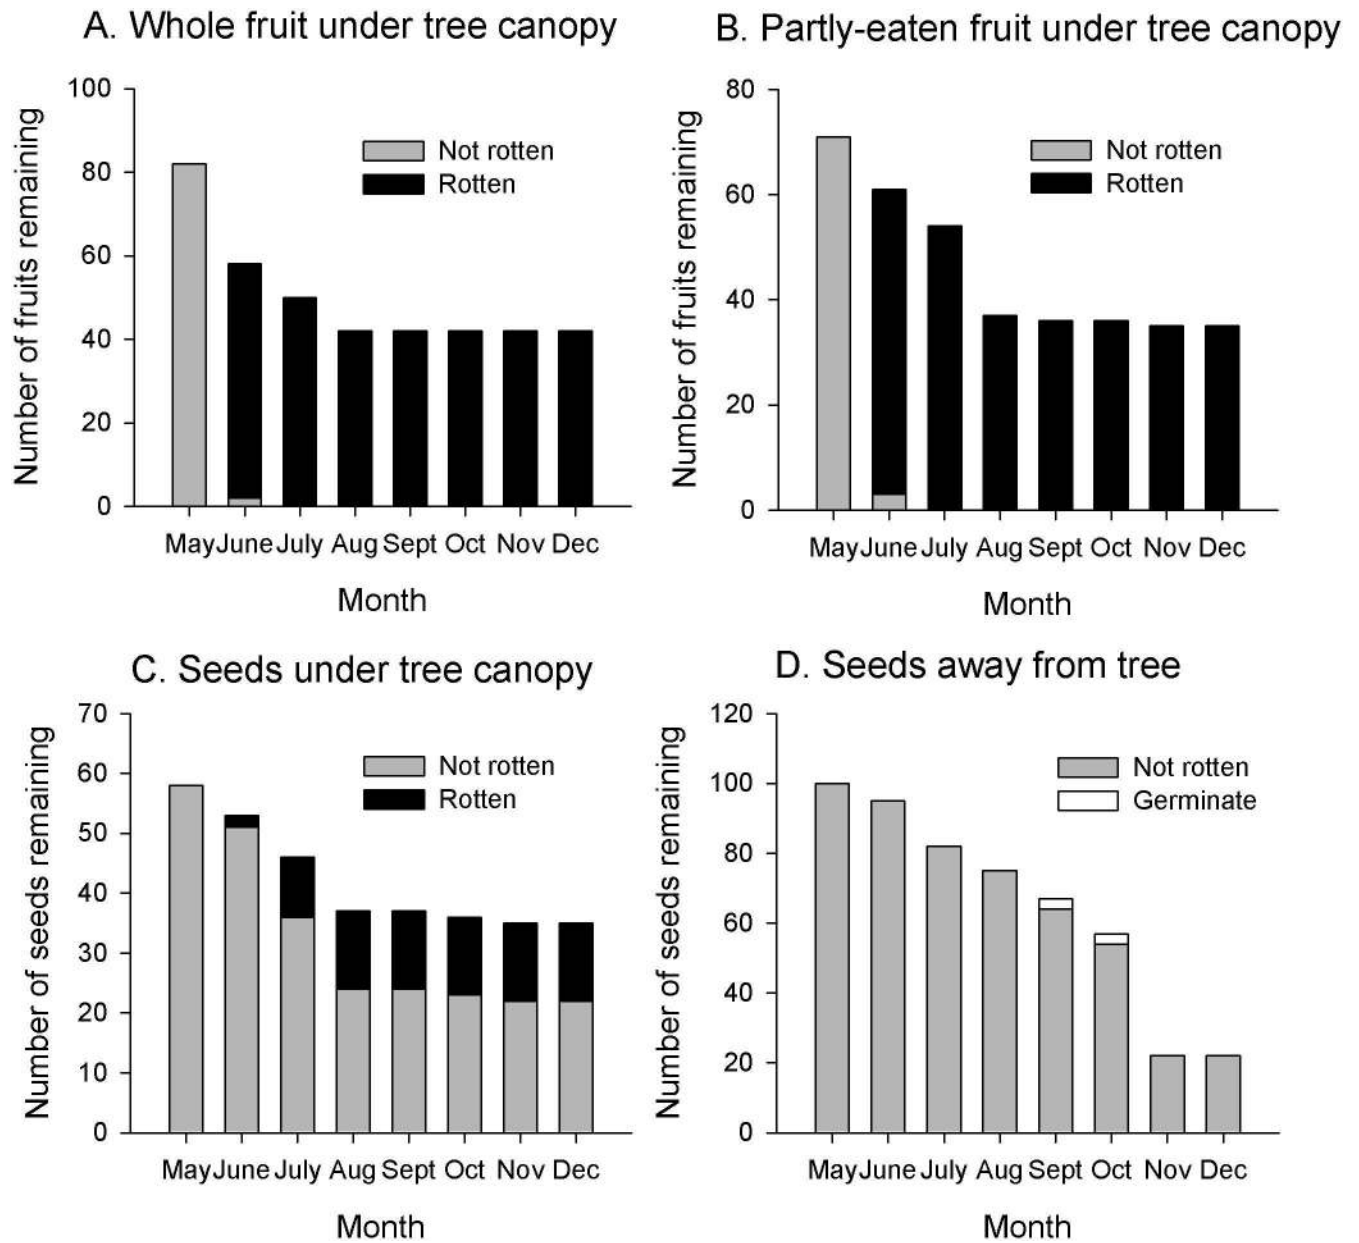 A. Whole fruit under tree canopy
Number of fruits remaining
100
80
60
40
20
0
Not rotten
Rotten
May June July Aug Sept Oct Nov Dec
Month
B. Partly-eaten fruit under tree canopy
Number of fruits remaining
80
60
40
20
0
Not rotten
Rotten
May June July Aug Sept Oct Nov Dec
Month
C. Seeds under tree canopy
Number of seeds remaining
70
60
50
40
30
20
10
0
Not rotten
Rotten
May June July Aug Sept Oct Nov Dec
Month
D. Seeds away from tree
Number of seeds remaining
120
100
80
60
40
20
0
Not rotten
Germinate
May June July Aug Sept Oct Nov Dec
Month